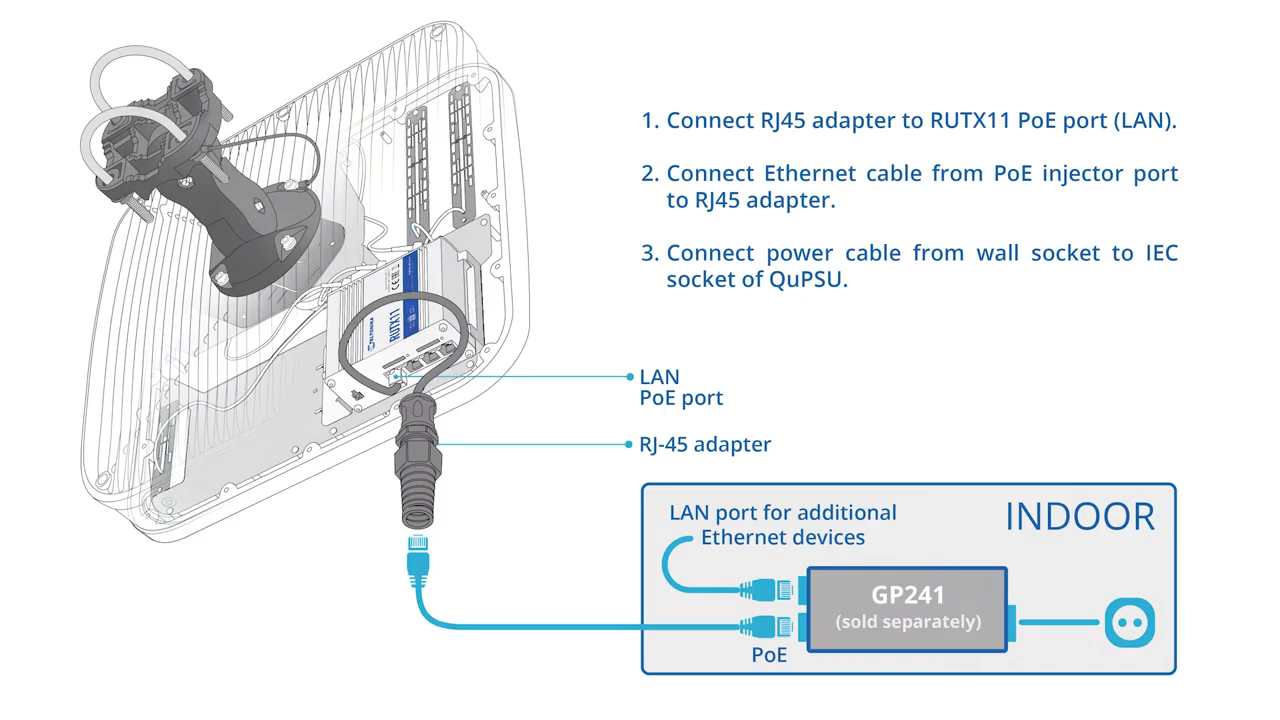 1. Connect RJ45 adapter to RUTX11 PoE port (LAN).
2. Connect Ethernet cable from PoE injector port
to RJ45 adapter.
3. Connect power cable from wall socket to IEC
socket of QuPSU.
TELTONIKA
RUTX11
LAN
PoE port
RJ-45 adapter
LAN port for additional
Ethernet devices
INDOOR
GP241
(sold separately)
PoE